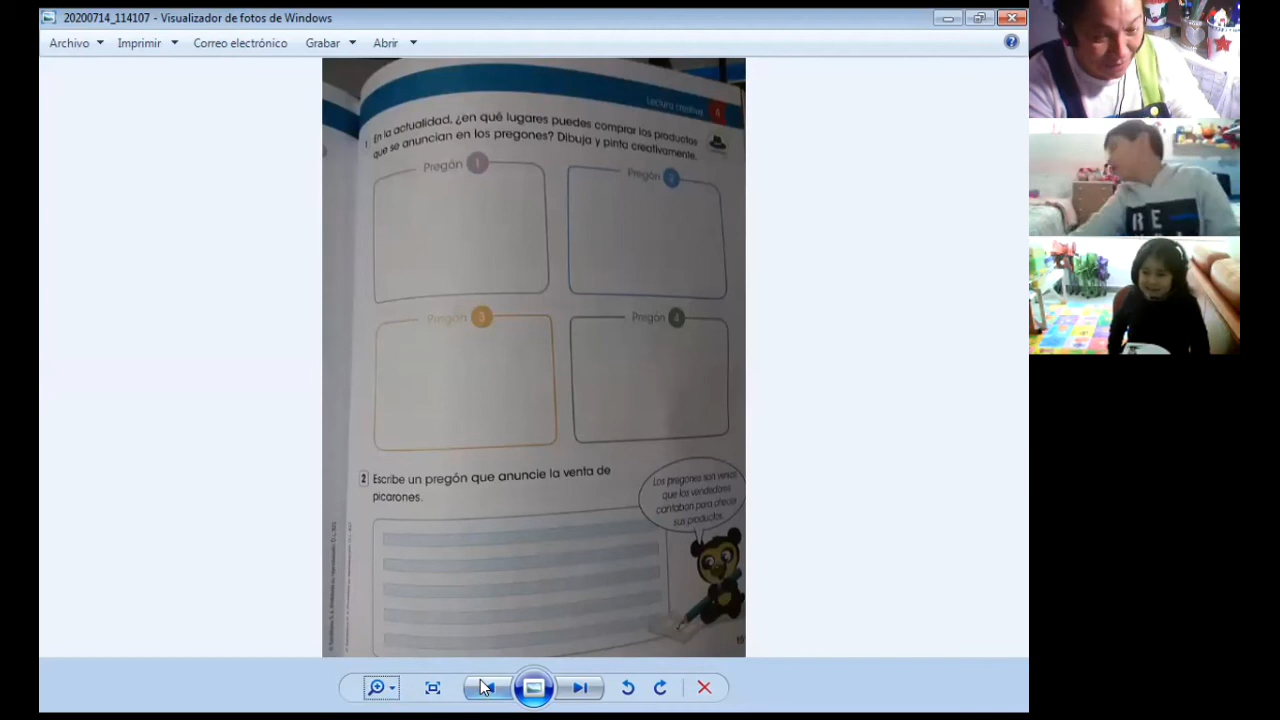 20200714_114107 - Visualizador de fotos de Windows
Archivo Imprimir Correo electrónico Grabar Abrir
Lectura creativa
1 En la actualidad, ¿en qué lugares puedes comprar los productos
que se anuncian en los pregones? Dibuja y pinta creativamente.
Pregón 1
Pregón
Pregón 3
Pregón 4
2 Escribe un pregón que anuncie la venta de
picarones.
Los pregones son versos
que los vendedores
cantaban para ofrecer
sus productos.
RE